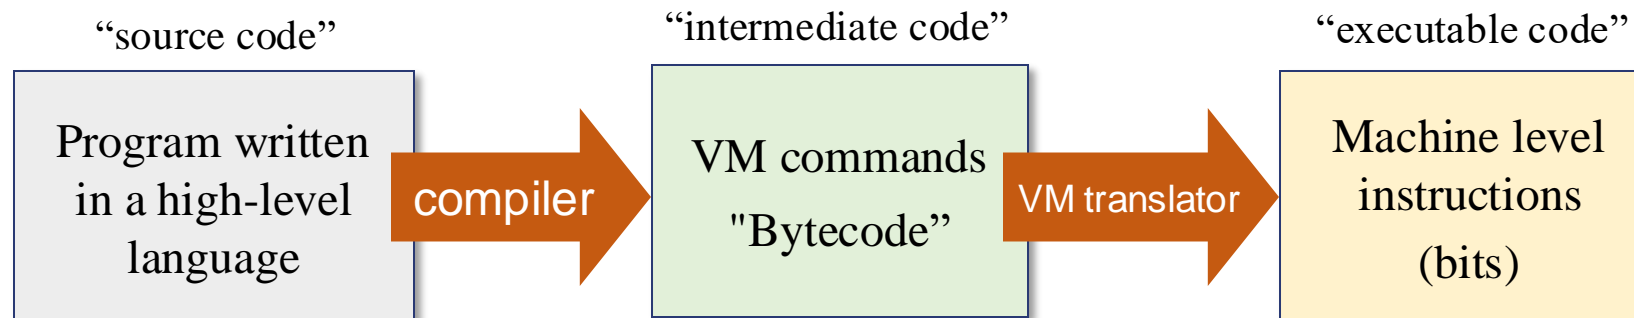 “source code”
Program written
in a high-level
language
compiler
“intermediate code”
VM commands
"Bytecode”
VM translator
“executable code”
Machine level
instructions
(bits)